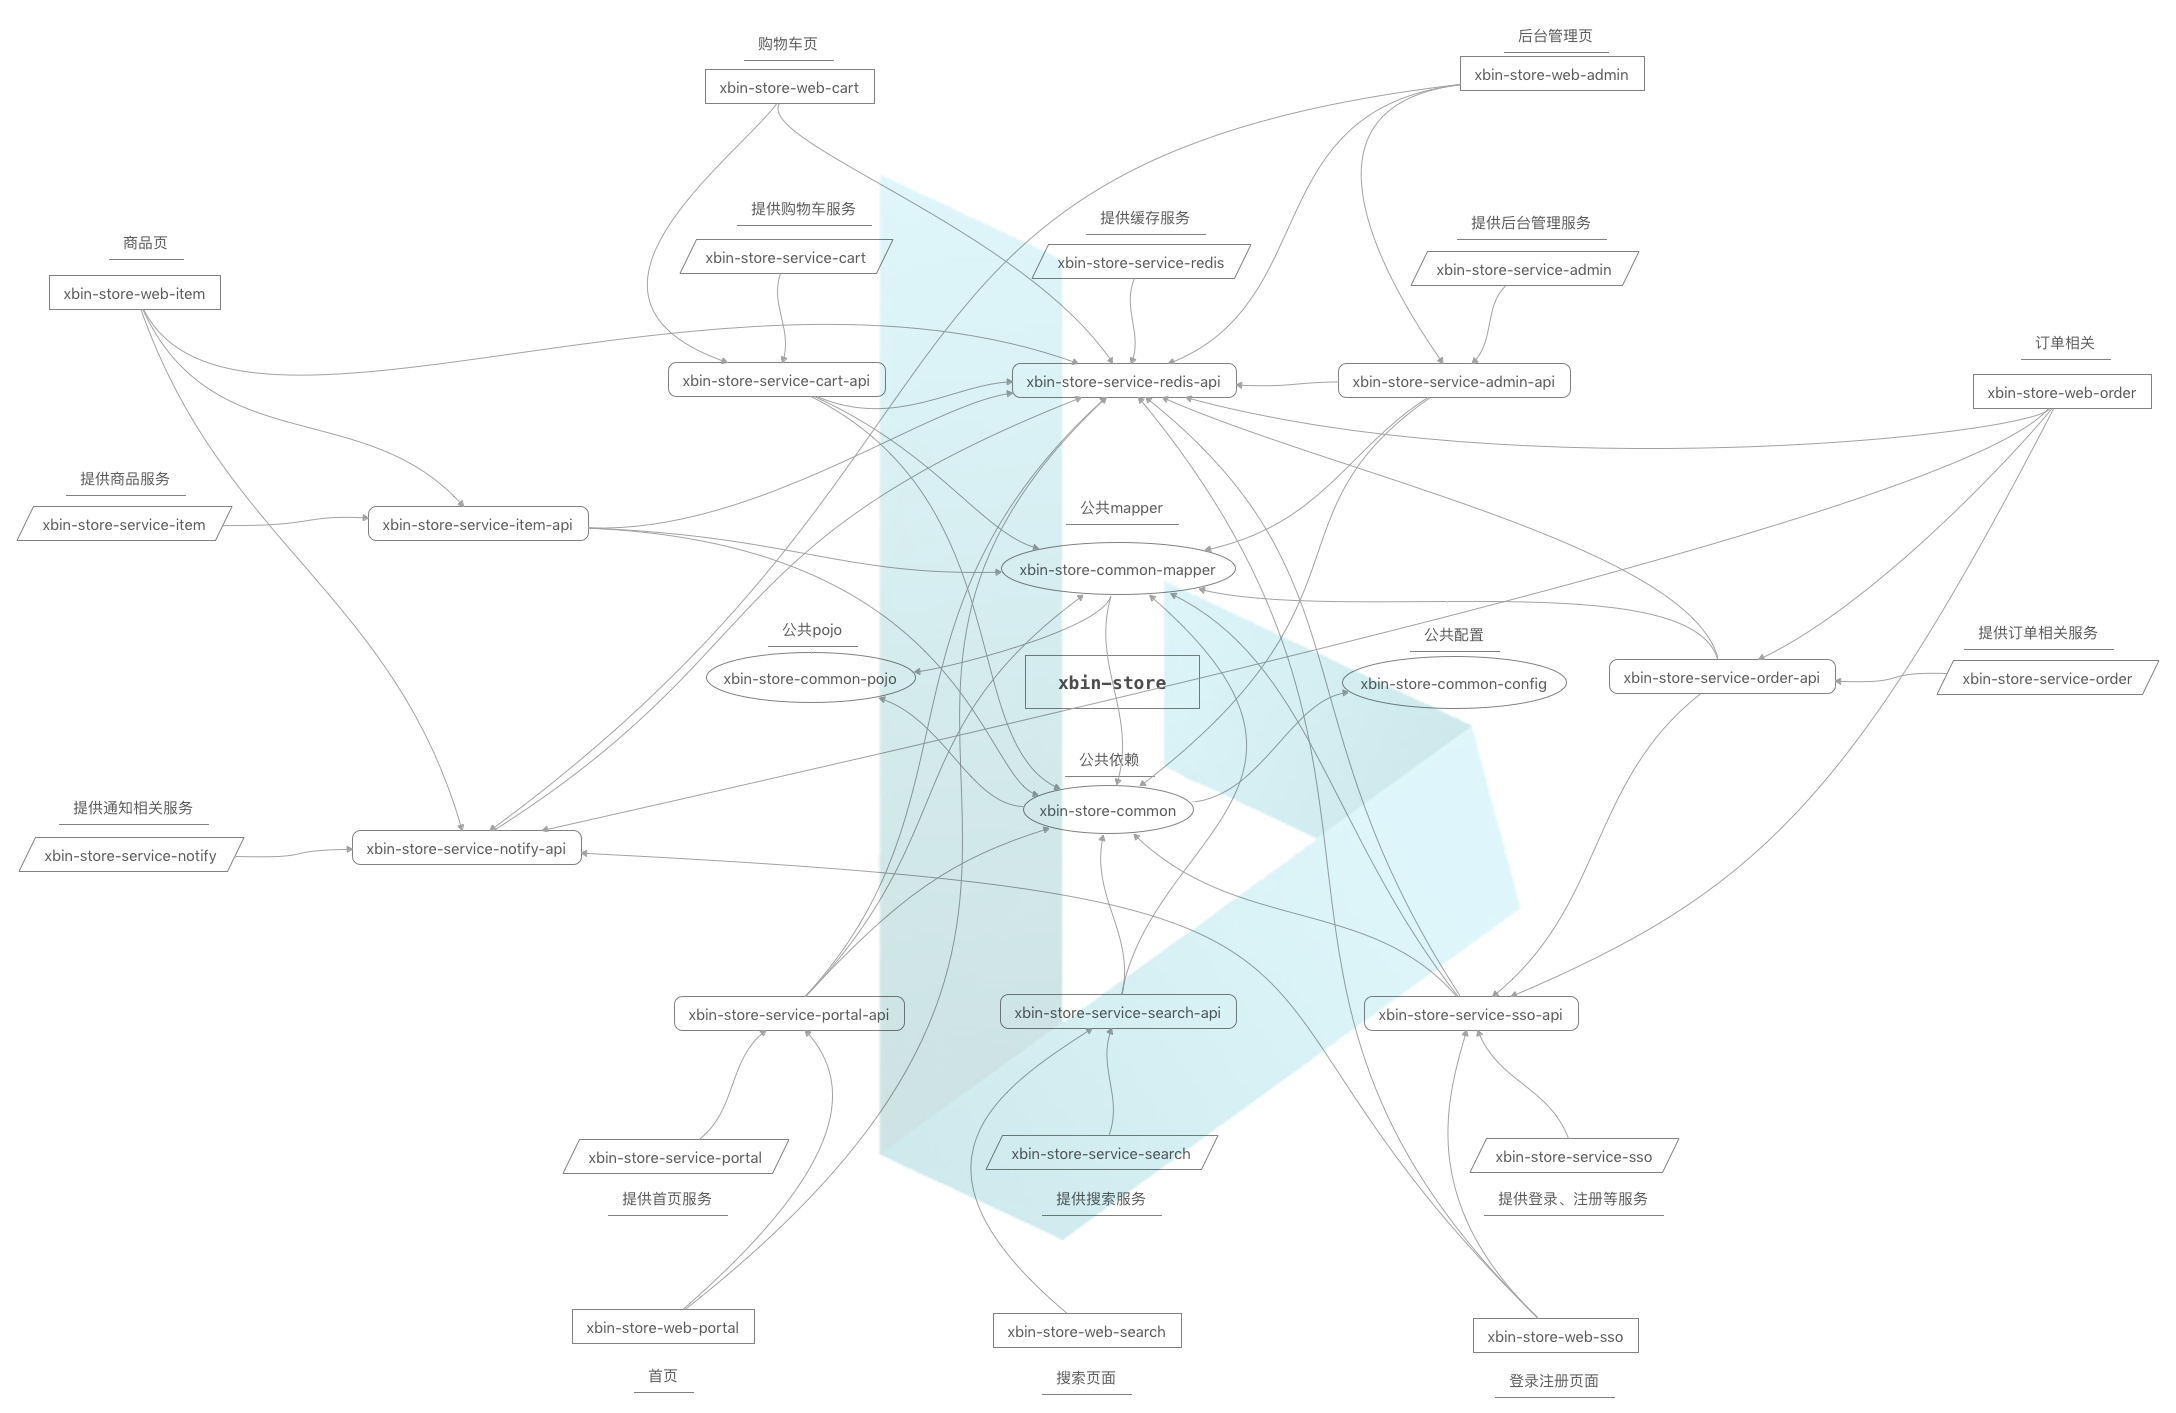 后台管理页
购物车页
xbin-store-web-admin
xbin-store-web-cart
提供购物车服务
提供缓存服务
提供后台管理服务
商品页
xbin-store-service-cart
xbin-store-service-redis
xbin-store-service-admin
xbin-store-web-item
订单相关
xbin-store-service-cart-api
xbin-store-service-redis-api
xbin-store-service-admin-api
xbin-store-web-order
提供商品服务
公共mapper
xbin-store-service-item
xbin-store-service-item-api
xbin-store-common-mapper
公共pojo
公共配置
提供订单相关服务
xbin-store-common-pojo
xbin-store
xbin-store-common-config
xbin-store-service-order-api
xbin-store-service-order
公共依赖
提供通知相关服务
xbin-store-common
xbin-store-service-notify
xbin-store-service-notify-api
xbin-store-service-portal-api
xbin-store-service-search-api
xbin-store-service-sso-api
xbin-store-service-portal
xbin-store-service-search
xbin-store-service-sso
提供首页服务
提供搜索服务
提供登录、注册等服务
xbin-store-web-portal
xbin-store-web-search
xbin-store-web-sso
首页
搜索页面
登录注册页面